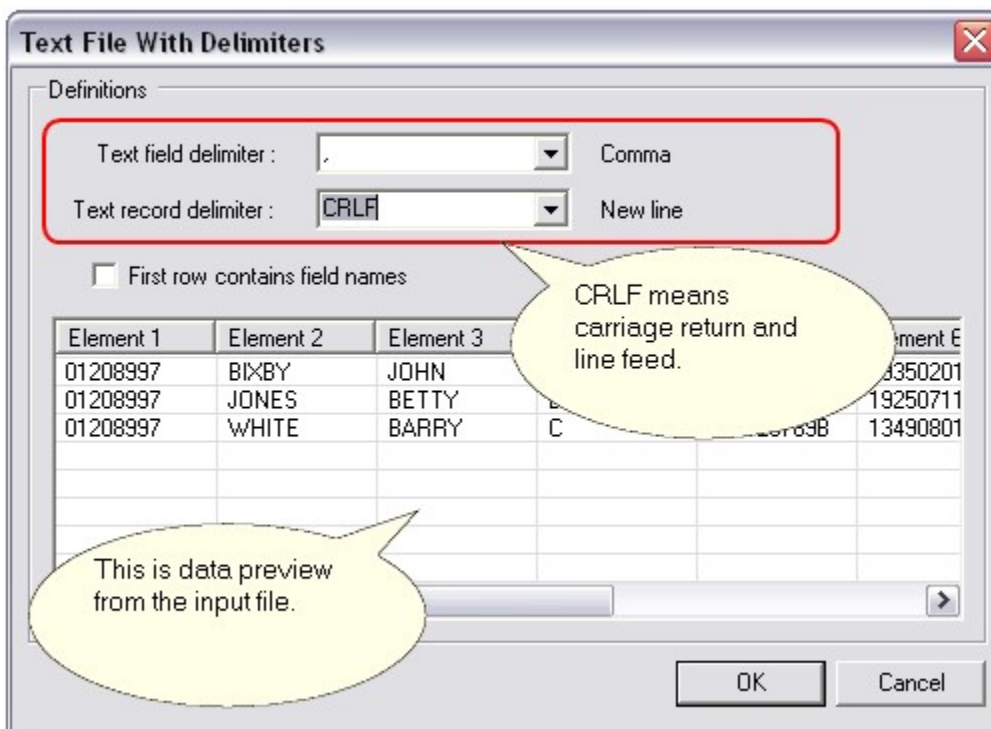 Text File With Delimiters
Definitions
Text field delimiter : , Comma
Text record delimiter : CRLF New line
First row contains field names
CRLF means
carriage return and
line feed.
Element 1 Element 2 Element 3
01208997 BIXBY JOHN
01208997 JONES BETTY 19250711
01208997 WHITE BARRY C 13490801
This is data preview
from the input file.
OK Cancel